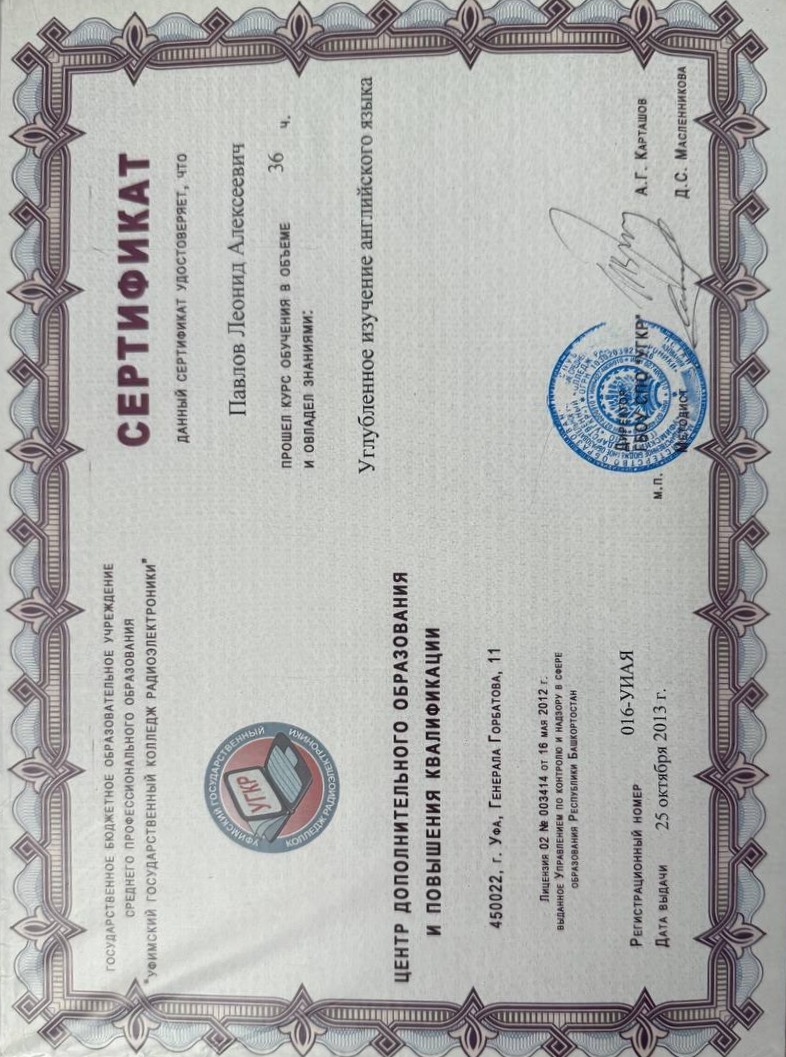 ГОСУДАРСТВЕННОЕ БЮДЖЕТНОЕ ОБРАЗОВАТЕЛЬНОЕ УЧРЕЖДЕНИЕ
СРЕДНЕГО ПРОФЕССИОНАЛЬНОГО ОБРАЗОВАНИЯ
"УФИМСКИЙ ГОСУДАРСТВЕННЫЙ КОЛЛЕДЖ РАДИОЭЛЕКТРОНИКИ"
УФИМСКИЙ ГОСУДАРСТВЕННЫЙ
УГКР
КОЛЛЕДЖ РАДИОЭЛЕКТРОНИКИ
ЦЕНТР ДОПОЛНИТЕЛЬНОГО ОБРАЗОВАНИЯ
И ПОВЫШЕНИЯ КВАЛИФИКАЦИИ
450022, г. УФА, ГЕНЕРАЛА ГОРБАТОВА, 11
ЛИЦЕНЗИЯ 02 № 003414 ОТ 16 МАЯ 2012 Г.
ВЫДАННОЕ УПРАВЛЕНИЕМ ПО КОНТРОЛЮ И НАДЗОРУ В СФЕРЕ
ОБРАЗОВАНИЯ РЕСПУБЛИКИ БАШКОРТОСТАН
РЕГИСТРАЦИОННЫЙ НОМЕР 016-УИАЯ
ДАТА ВЫДАЧИ 25 октября 2013 г.
СЕРТИФИКАТ
ДАННЫЙ СЕРТИФИКАТ УДОСТОВЕРЯЕТ, ЧТО
Павлов Леонид Алексеевич
ПРОШЕЛ КУРС ОБУЧЕНИЯ В ОБЪЕМЕ 36 Ч.
И ОВЛАДЕЛ ЗНАНИЯМИ:
Углубленное изучение английского языка
ДИРЕКТОР
ГБОУ СПО "УГКР" А.Г. КАРТАШОВ
М.П.
МЕТОДИСТ Д.С. МАСЛЕННИКОВА